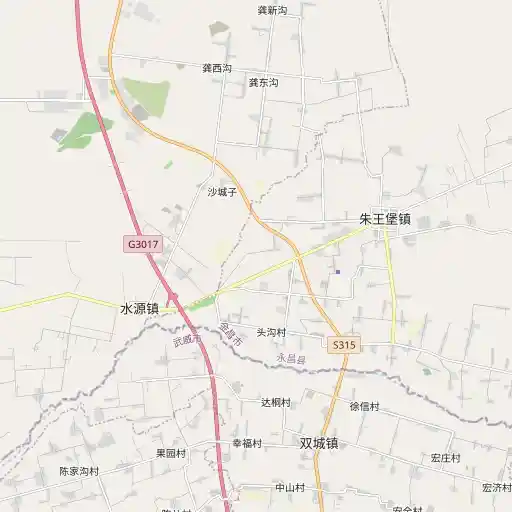 龚新沟
龚西沟
龚东沟
沙城子
朱王堡镇
G3017
水源镇
武威市
金昌市
头沟村
S315
永昌县
达桐村
徐信村
幸福村
双城镇
果园村
宏庄村
陈家沟村
中山村
宏济村